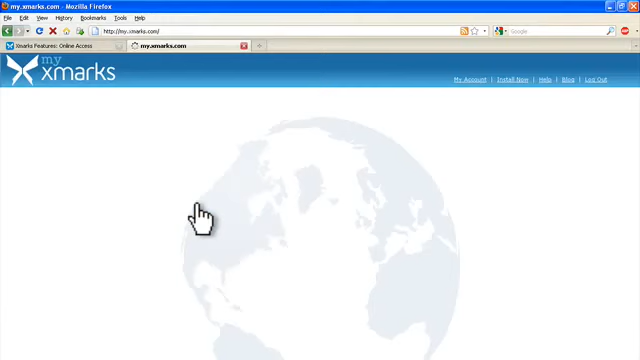 my.xmarks.com - Mozilla Firefox
File Edit View History Bookmarks Tools Help
http://my.xmarks.com/
Google
Xmarks Features: Online Access
my.xmarks.com
my
xmarks
My Account | Install Now | Help | Blog | Log Out